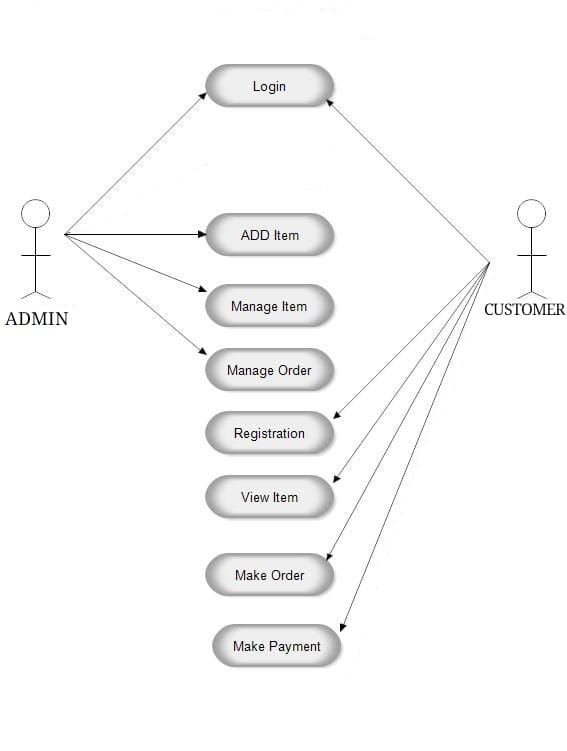 Login
ADD Item
Manage Item
ADMIN
CUSTOMER
Manage Order
Registration
View Item
Make Order
Make Payment